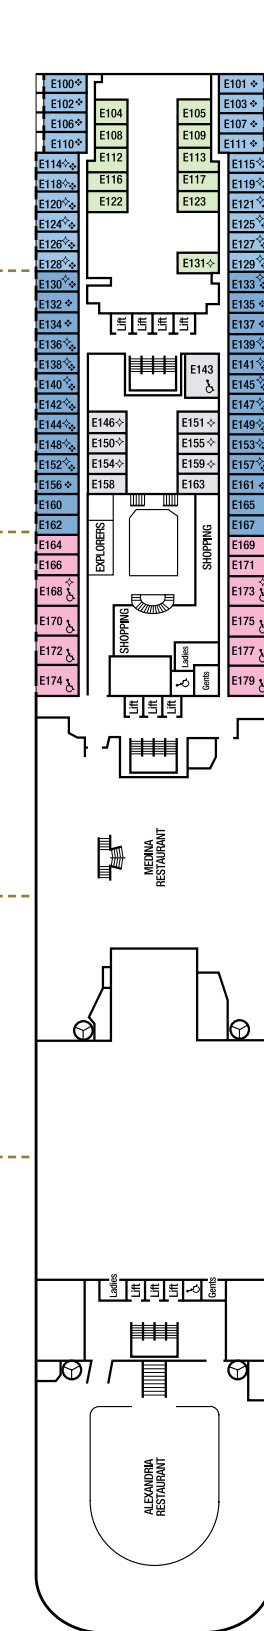 E100 E101
E102 E103
E104 E105
E106 E107
E108 E109
E110 E111
E112 E113
E114 E115
E116 E117
E118 E119
E120 E121
E122 E123
E124 E125
E126 E127
E128 E131 E129
E130 E133
E132 E135
E134 E137
Lift Lift Lift Lift
E136 E139
E138 E143 E141
E140 E145
E142 E147
E144 E146 E151 E149
E148 E150 E155 E153
E152 E154 E159 E157
E156 E158 E163 E161
E160 E165
E162 E167
EXPLORERS
SHOPPING
E164 E169
E166 E171
E168 E173
E170 E175
SHOPPING
E172 E177
Ladies
E174 E179
Gents
Lift Lift Lift
MEDINA
RESTAURANT
Ladies Lift Lift Lift Gents
ALEXANDRIA
RESTAURANT